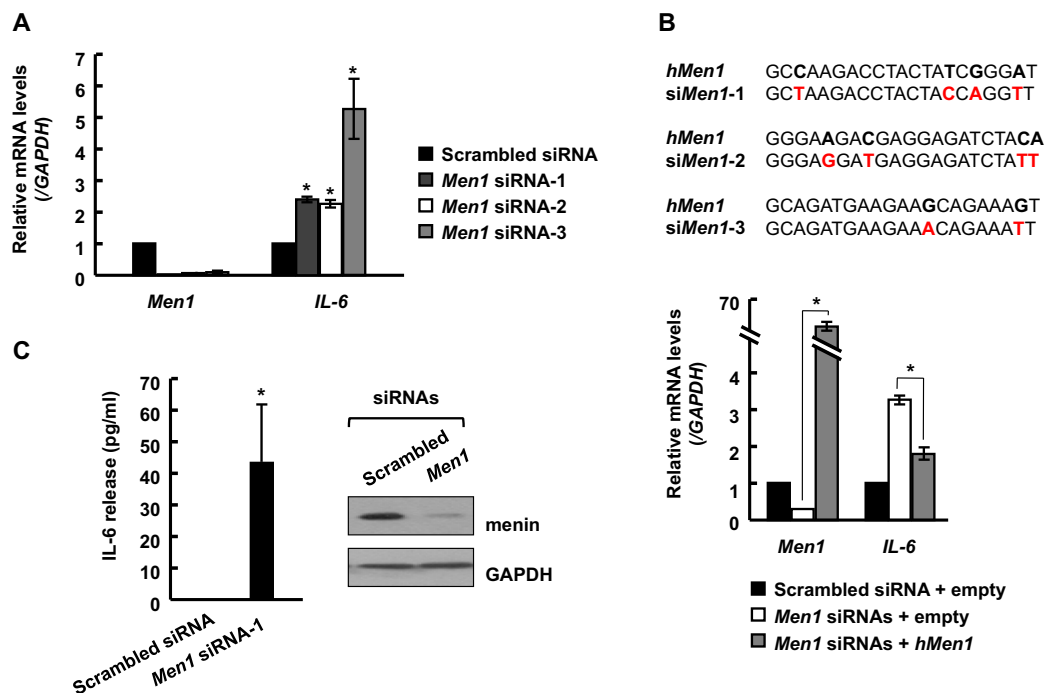 A
Relative mRNA levels
(/GAPDH)
7
6
5
4
3
2
1
0
*
*
*
Men1
IL-6
Scrambled siRNA
Men1 siRNA-1
Men1 siRNA-2
Men1 siRNA-3
B
hMen1 GCCAAGACCTACTATCGGGAT
siMen1-1 GCTAAGACCTACTACCAGGTT
hMen1 GGGAAGACGAGGAGATCTACA
siMen1-2 GGGAGGATGAGGAGATCTATT
hMen1 GCAGATGAAGAAGCAGAAAGT
siMen1-3 GCAGATGAAGAAACAGAAATT
Relative mRNA levels
(/GAPDH)
70
4
3
2
1
0
*
*
Men1
IL-6
Scrambled siRNA + empty
Men1 siRNAs + empty
Men1 siRNAs + hMen1
C
IL-6 release (pg/ml)
70
60
50
40
30
20
10
0
*
Scrambled siRNA
Men1 siRNA-1
siRNAs
Scrambled
Men1
menin
GAPDH